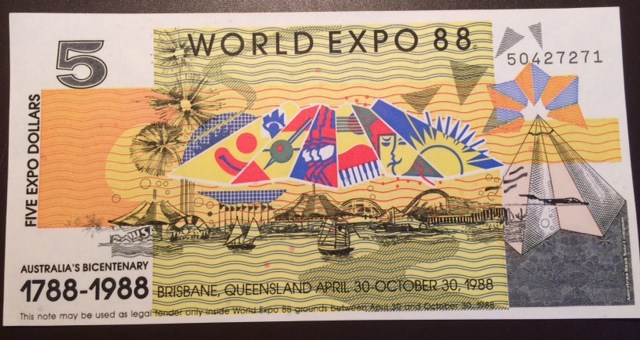 5
WORLD EXPO 88
50427271
FIVE EXPO DOLLARS
AUSTRALIA'S BICENTENARY
1788-1988
BRISBANE, QUEENSLAND APRIL 30-OCTOBER 30, 1988
This note may be used as legal tender only inside World Expo 88 grounds between April 30 and October 30, 1988